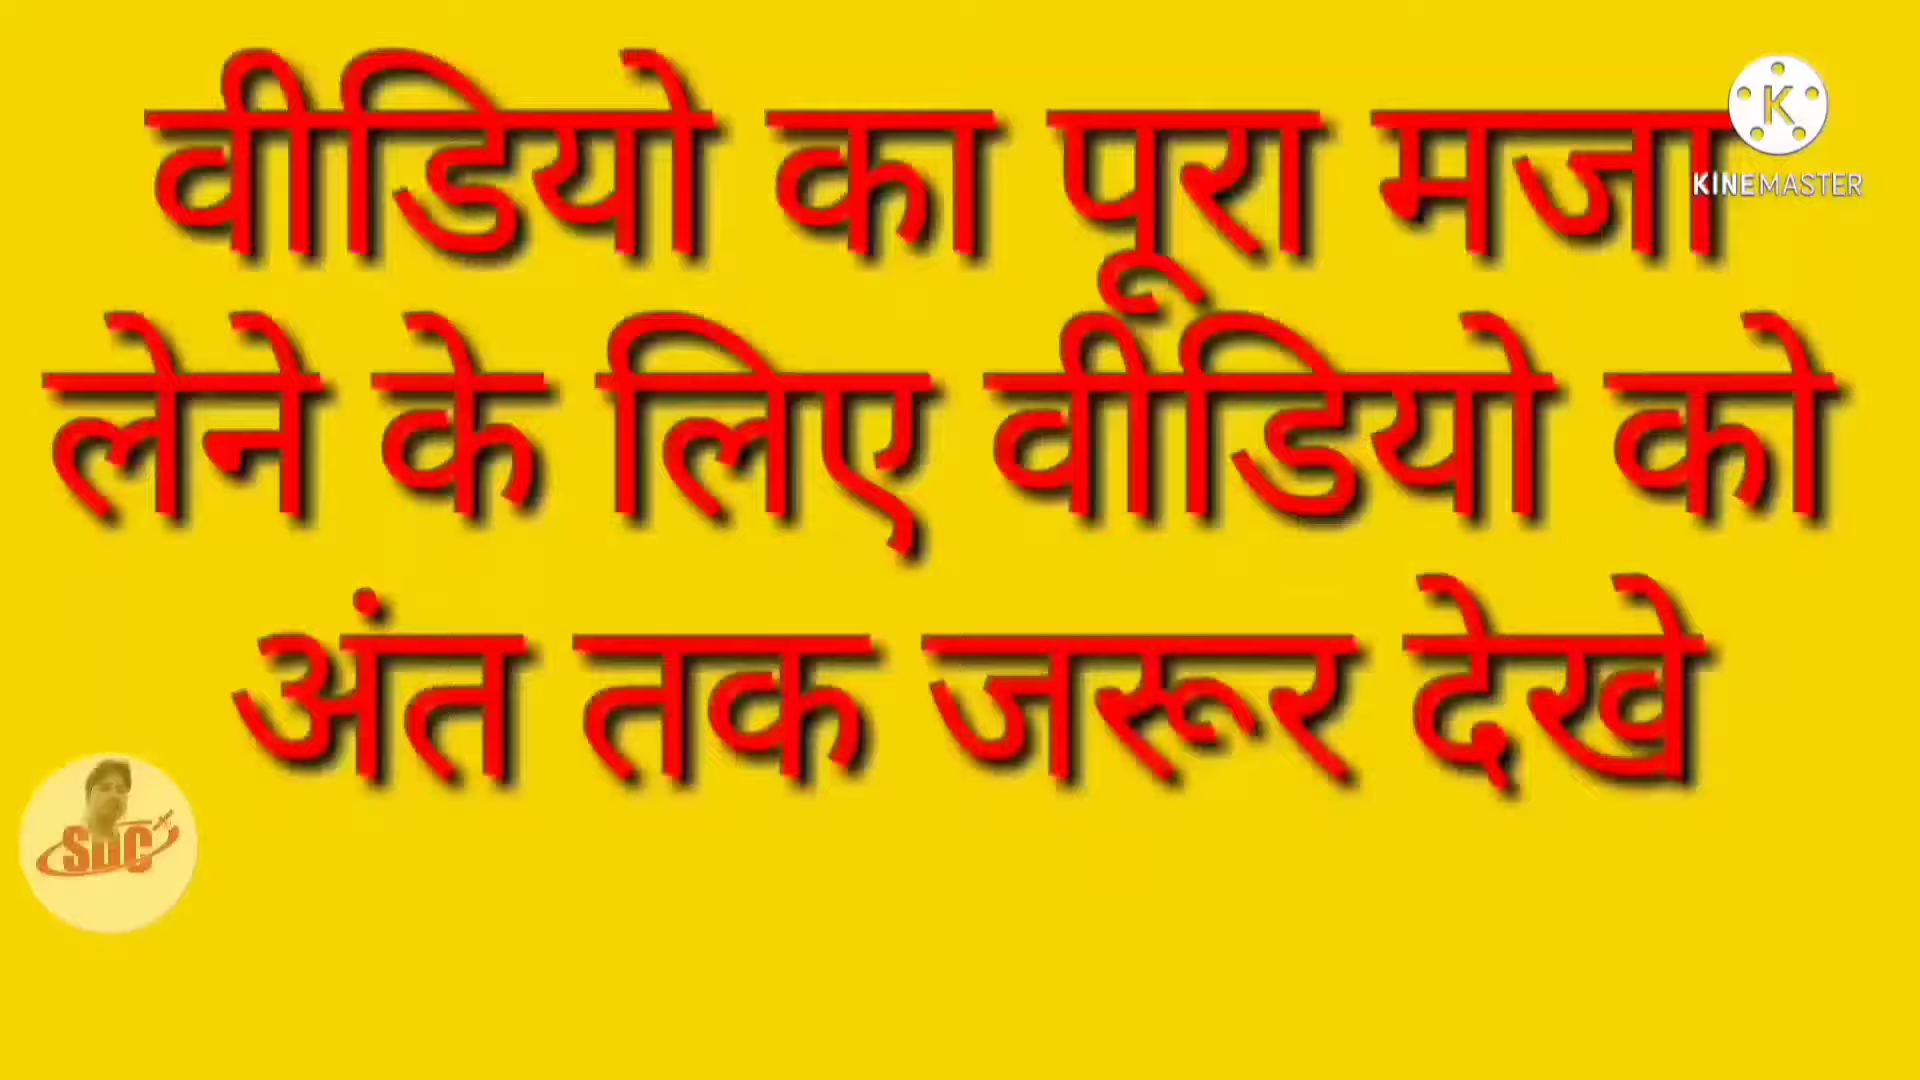 वीडियो का पूरा मजा
लेने के लिए वीडियो को
अंत तक जरूर देखे
K
KINEMASTER
SDC